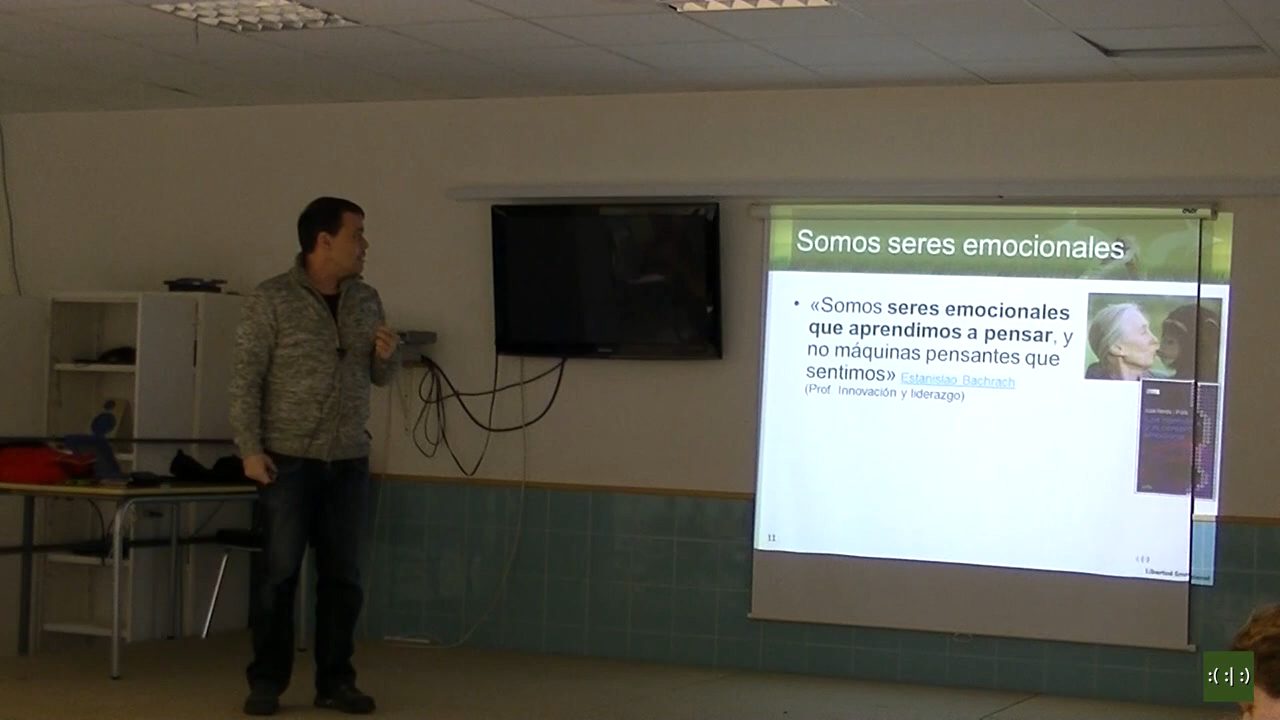 Somos seres emocionales
• «Somos seres emocionales
que aprendimos a pensar, y
no máquinas pensantes que
sentimos» Estanislao Bachrach
(Prof. Innovación y liderazgo)
11
:( :| :)